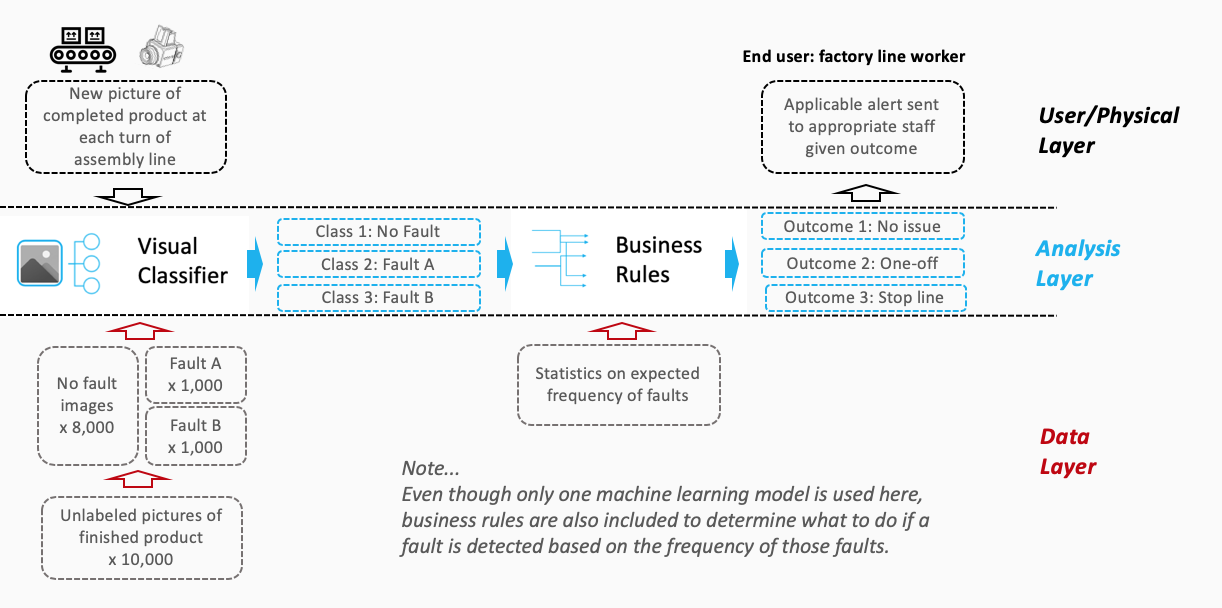 End user: factory line worker
New picture of
completed product at
each turn of
assembly line
Applicable alert sent
to appropriate staff
given outcome
User/Physical
Layer
Visual
Classifier
Class 1: No Fault
Class 2: Fault A
Class 3: Fault B
Business
Rules
Outcome 1: No issue
Outcome 2: One-off
Outcome 3: Stop line
Analysis
Layer
No fault
images
x 8,000
Fault A
x 1,000
Fault B
x 1,000
Statistics on expected
frequency of faults
Data
Layer
Unlabeled pictures of
finished product
x 10,000
Note...
Even though only one machine learning model is used here,
business rules are also included to determine what to do if a
fault is detected based on the frequency of those faults.